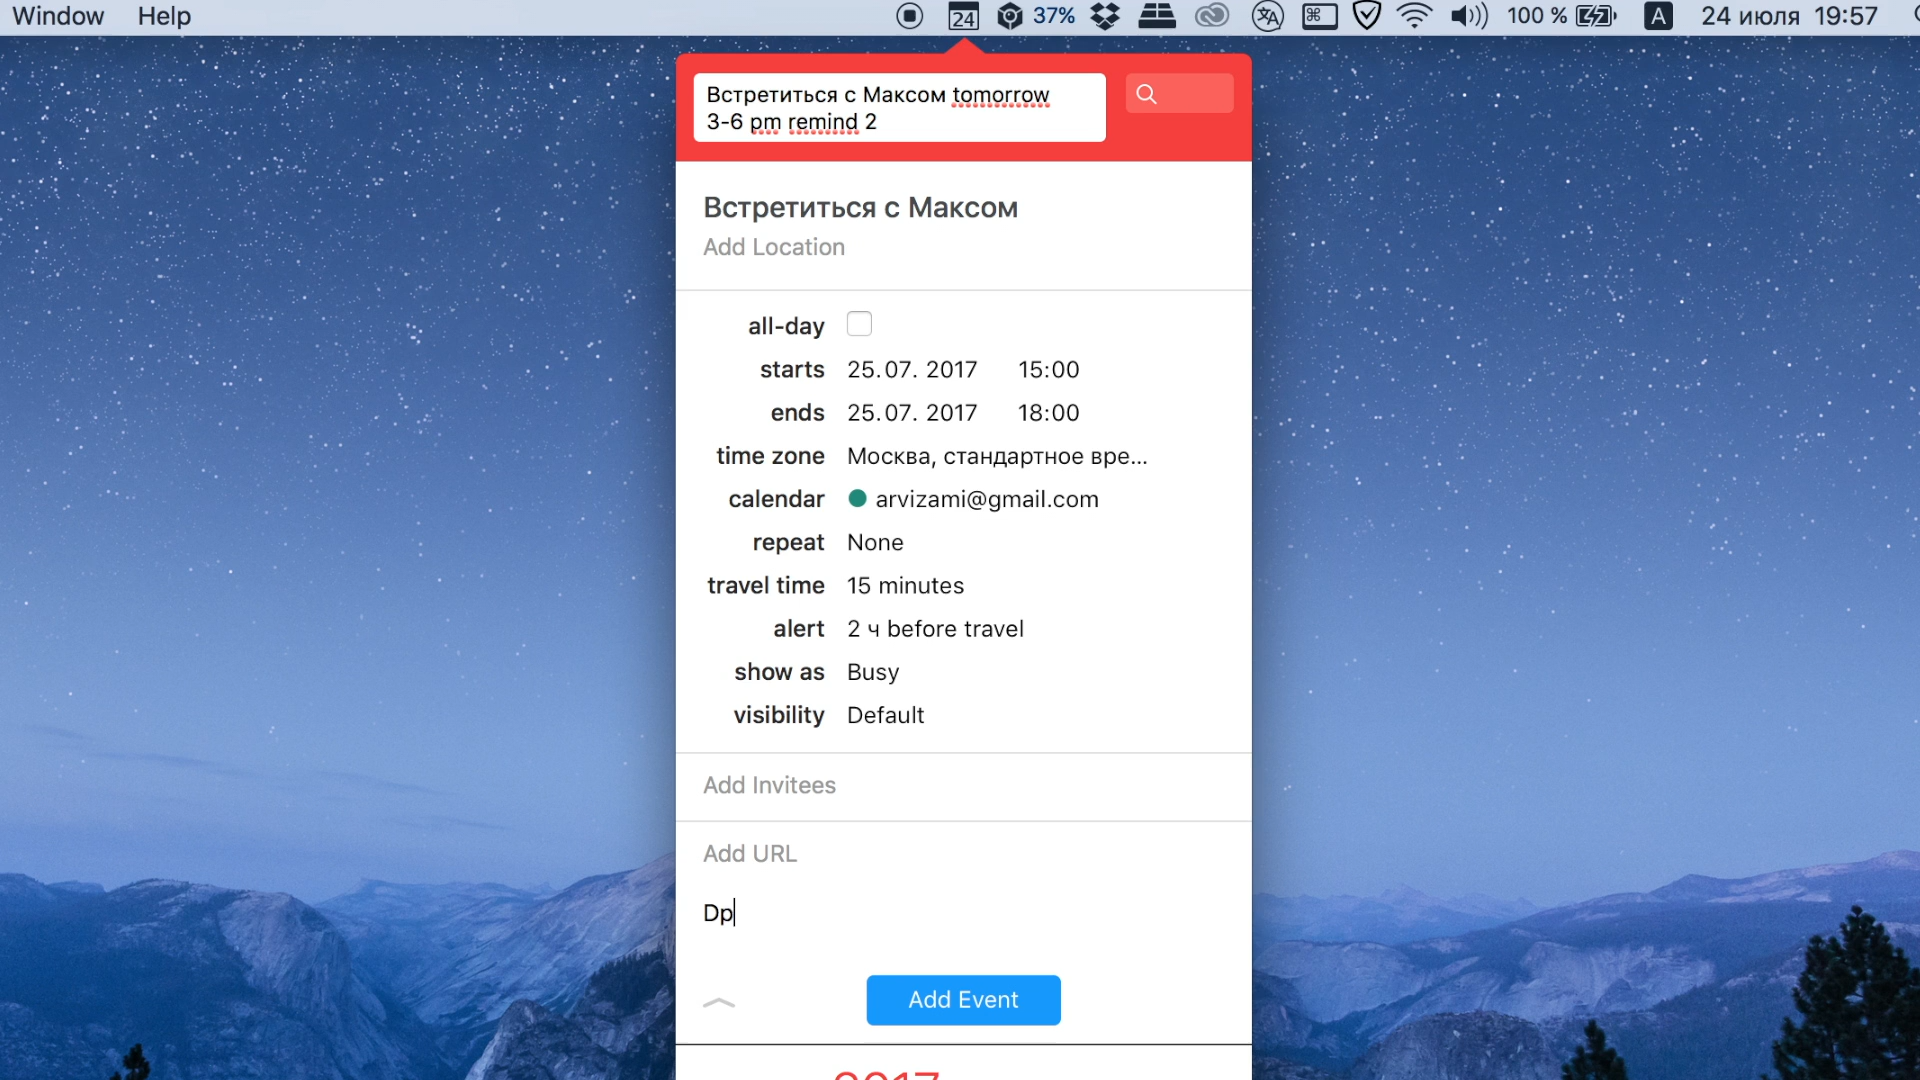 Window Help 24 37% 100 % A 24 июля 19:57
Встретиться с Максом tomorrow
3-6 pm remind 2
Встретиться с Максом
Add Location
all-day
starts 25.07. 2017 15:00
ends 25.07. 2017 18:00
time zone Москва, стандартное вре...
calendar arvizami@gmail.com
repeat None
travel time 15 minutes
alert 2 ч before travel
show as Busy
visibility Default
Add Invitees
Add URL
Dp
Add Event
2017